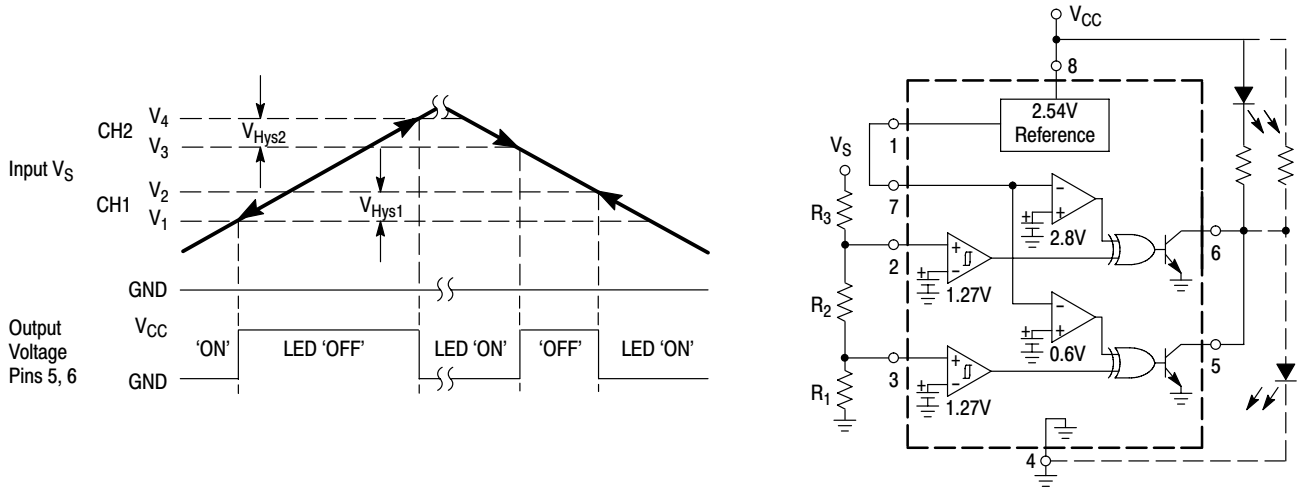 CH2
V4
V3
VHys2
Input VS
CH1
V2
V1
VHys1
GND
Output
Voltage
Pins 5, 6
VCC
GND
'ON'
LED 'OFF'
LED 'ON'
'OFF'
LED 'ON'
VCC
8
2.54V
Reference
1
VS
7
R3
2.8V
6
2
+
-
1.27V
R2
0.6V
5
3
1.27V
R1
4